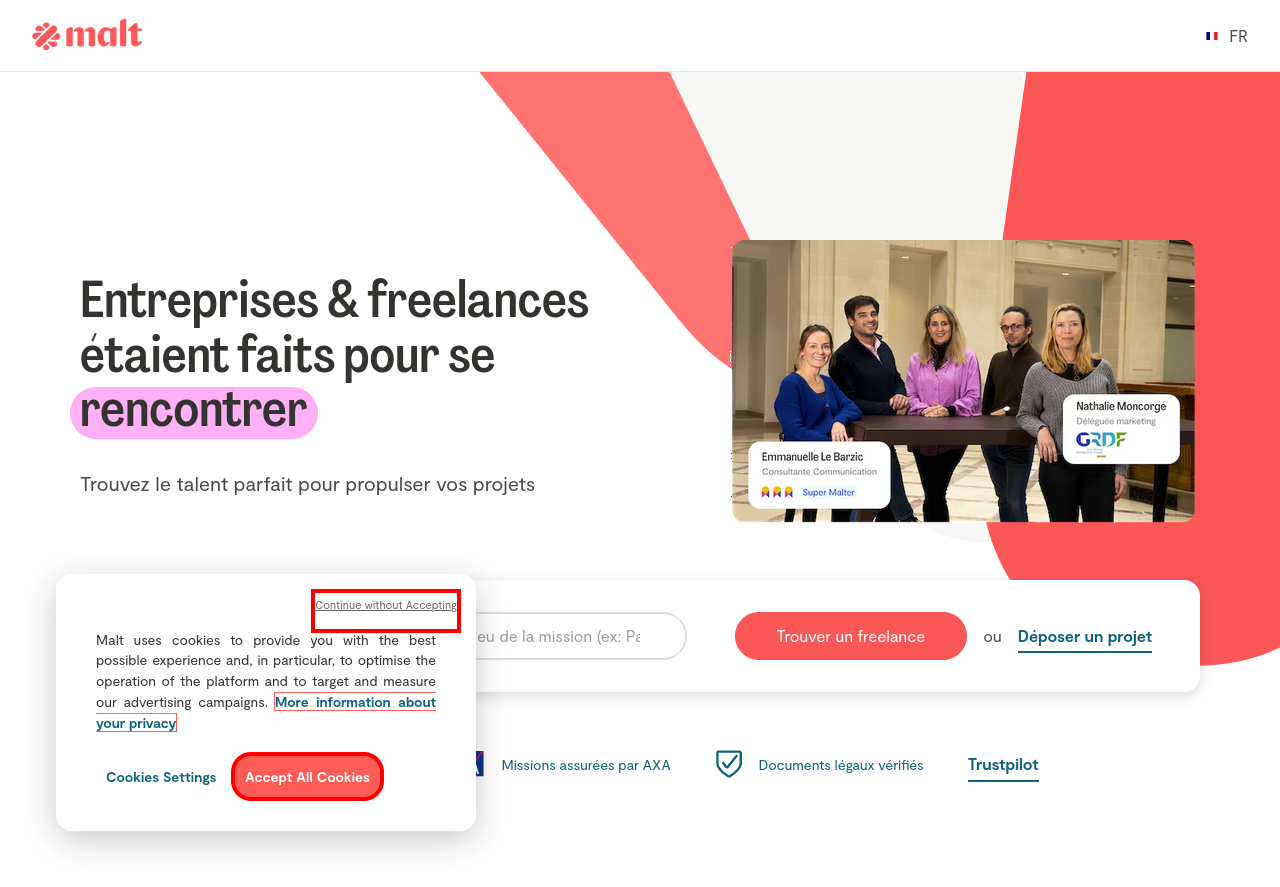 malt
FR
Entreprises & freelances
étaient faits pour se
rencontrer
Trouvez le talent parfait pour propulser vos projets
Nathalie Moncorgé
Déléguée marketing
GRDF
Emmanuelle Le Barzic
Consultante Communication
Super Malter
Continue without Accepting
Malt uses cookies to provide you with the best
possible experience and, in particular, to optimise the
operation of the platform and to target and measure
our advertising campaigns. More information about
your privacy
Cookies Settings
Accept All Cookies
eu de la mission (ex: Pa
Trouver un freelance
ou
Déposer un projet
Missions assurées par AXA
Documents légaux vérifiés
Trustpilot